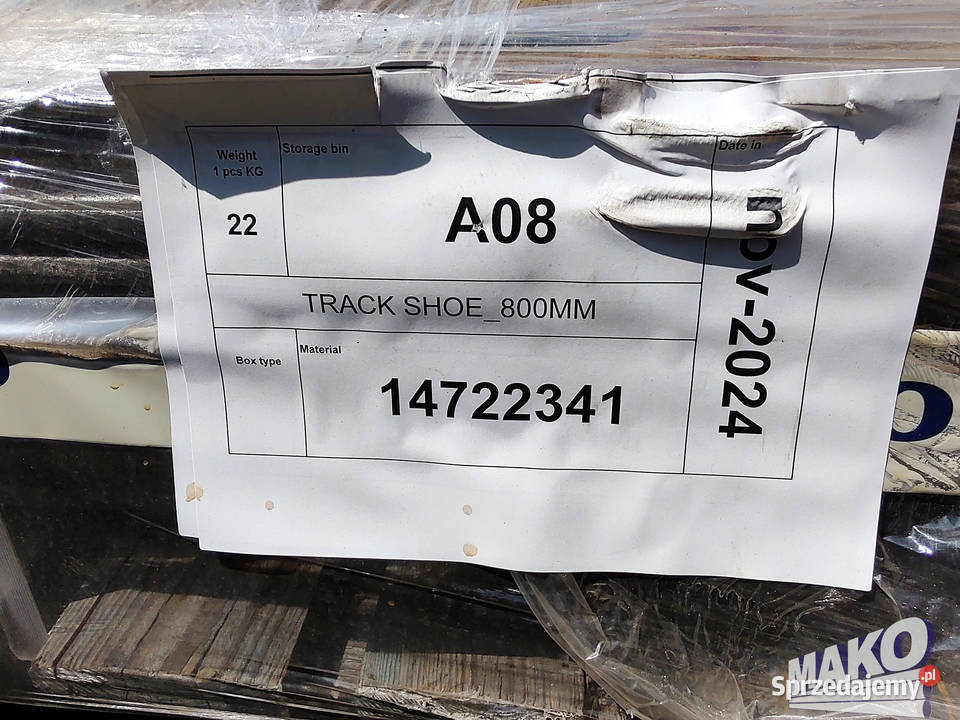 Weight
1 pcs KG
22
Storage bin
A08
Date in
nov-2024
TRACK SHOE_800MM
Box type
Material
14722341
O
MAKO
Sprzedajemy.pl